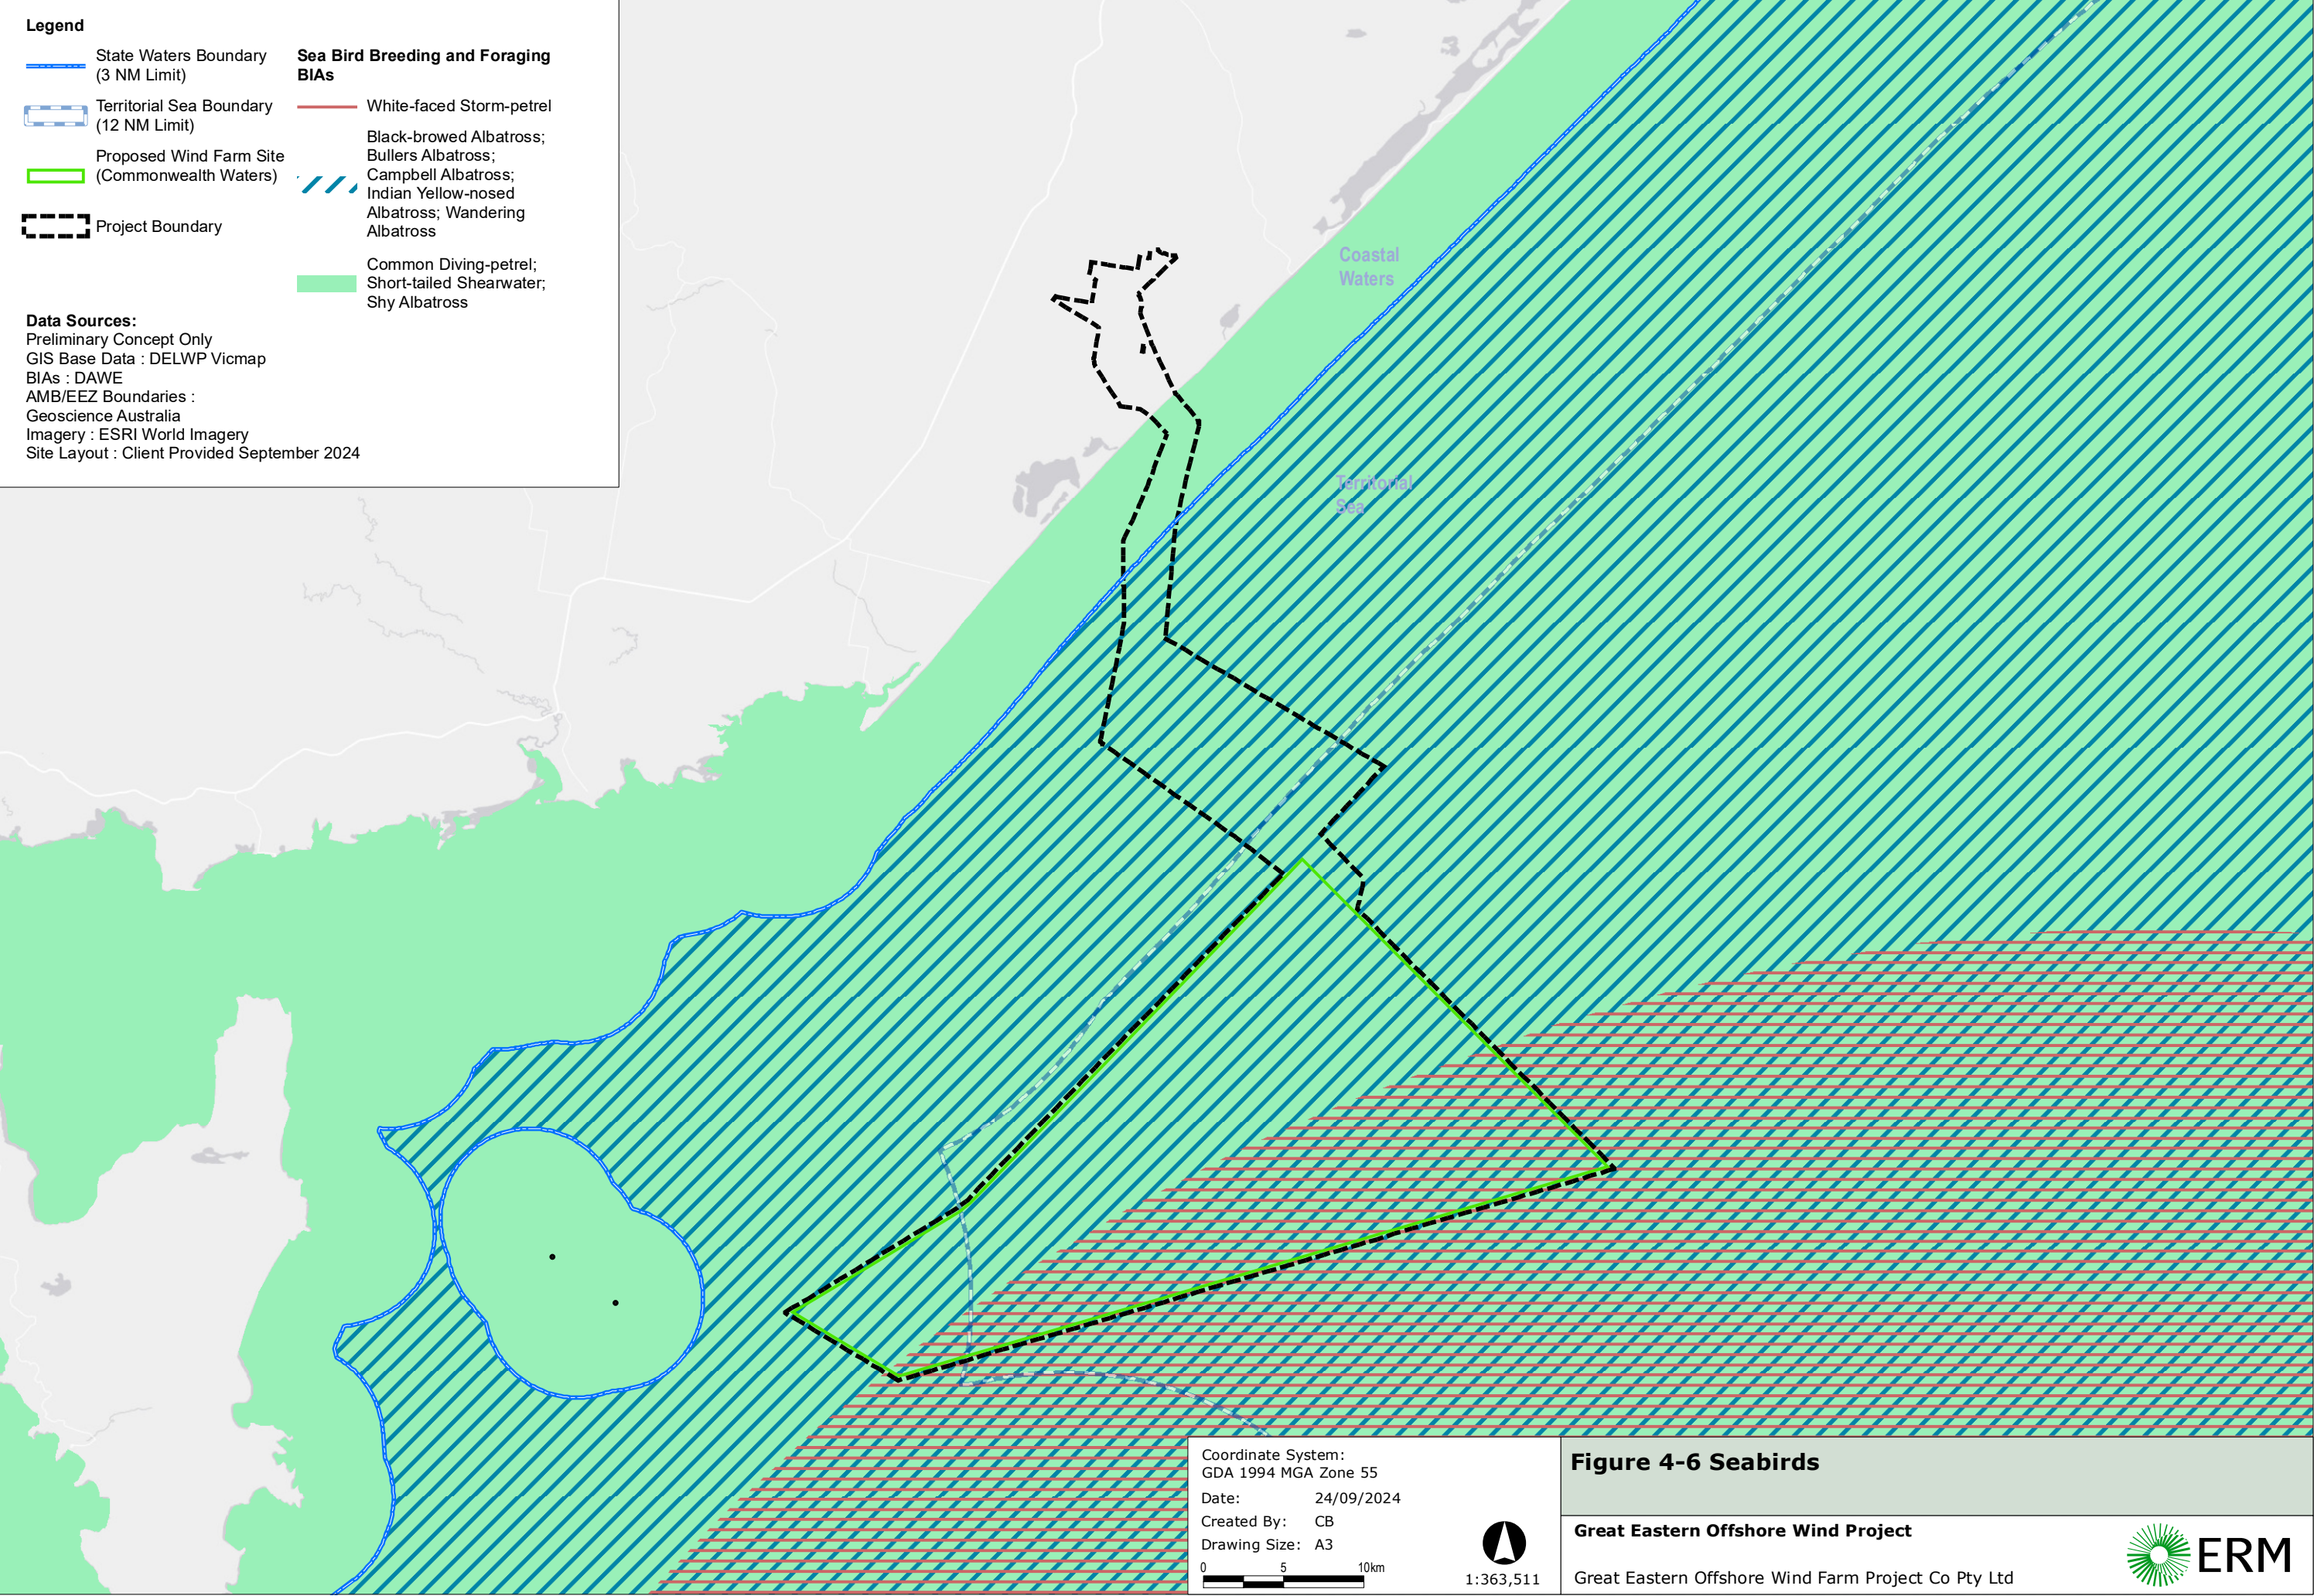 Legend
State Waters Boundary
(3 NM Limit)
Territorial Sea Boundary
(12 NM Limit)
Proposed Wind Farm Site
(Commonwealth Waters)
Project Boundary
Sea Bird Breeding and Foraging
BIAs
White-faced Storm-petrel
Black-browed Albatross;
Bullers Albatross;
Campbell Albatross;
Indian Yellow-nosed
Albatross; Wandering
Albatross
Common Diving-petrel;
Short-tailed Shearwater;
Shy Albatross
Data Sources:
Preliminary Concept Only
GIS Base Data : DELWP Vicmap
BIAs : DAWE
AMB/EEZ Boundaries :
Geoscience Australia
Imagery : ESRI World Imagery
Site Layout : Client Provided September 2024
Coastal
Waters
Territorial
Sea
Coordinate System:
GDA 1994 MGA Zone 55
Date: 24/09/2024
Created By: CB
Drawing Size: A3
0 5 10km
1:363,511
Figure 4-6 Seabirds
Great Eastern Offshore Wind Project
Great Eastern Offshore Wind Farm Project Co Pty Ltd
ERM